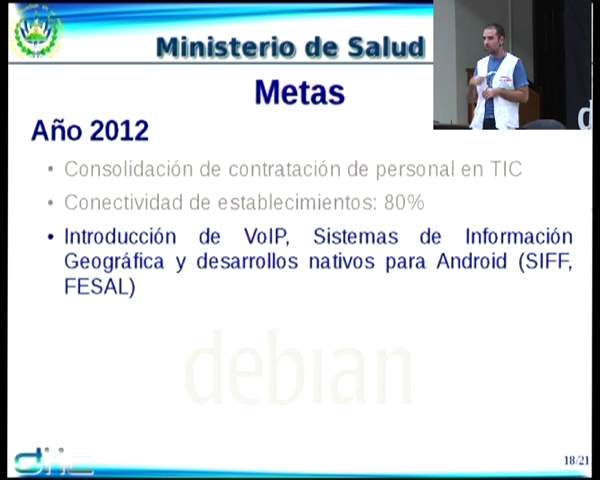 Ministerio de Salud
Metas
Año 2012
• Consolidación de contratación de personal en TIC
• Conectividad de establecimientos: 80%
• Introducción de VoIP, Sistemas de Información
Geográfica y desarrollos nativos para Android (SIFF,
FESAL)
debian
18/21
d